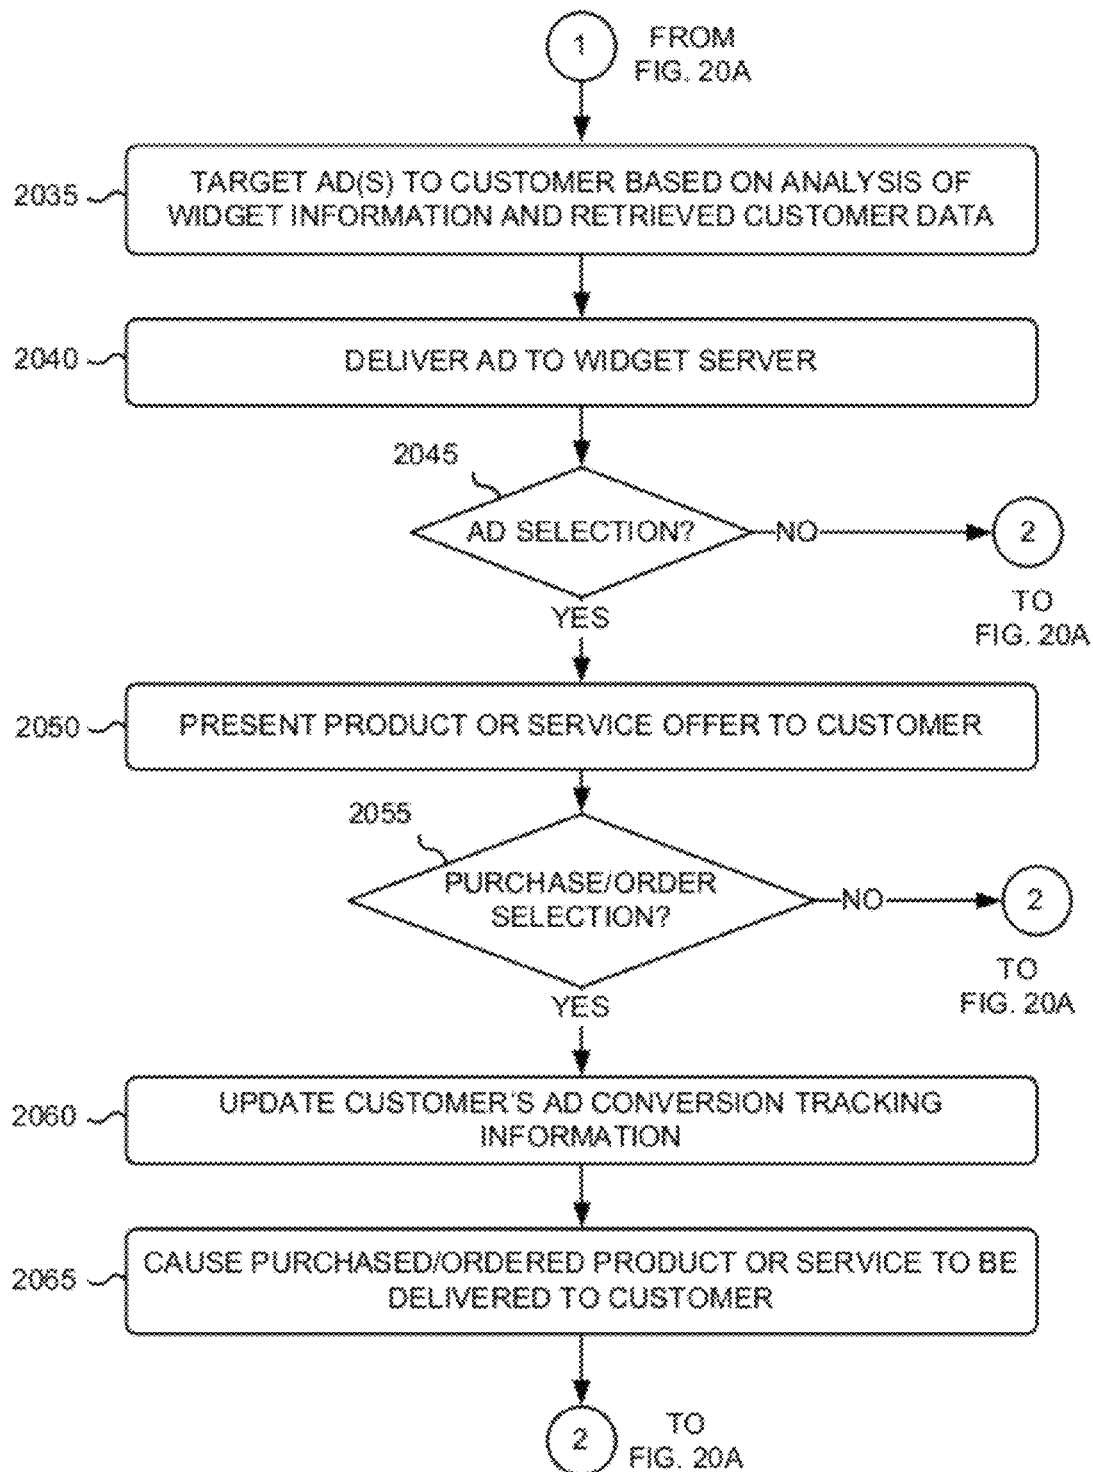 1
FROM
FIG. 20A
2035
TARGET AD(S) TO CUSTOMER BASED ON ANALYSIS OF
WIDGET INFORMATION AND RETRIEVED CUSTOMER DATA
2040
DELIVER AD TO WIDGET SERVER
2045
AD SELECTION?
NO
2
TO
FIG. 20A
YES
2050
PRESENT PRODUCT OR SERVICE OFFER TO CUSTOMER
2055
PURCHASE/ORDER
SELECTION?
NO
2
TO
FIG. 20A
YES
2060
UPDATE CUSTOMER'S AD CONVERSION TRACKING
INFORMATION
2065
CAUSE PURCHASED/ORDERED PRODUCT OR SERVICE TO BE
DELIVERED TO CUSTOMER
2
TO
FIG. 20A